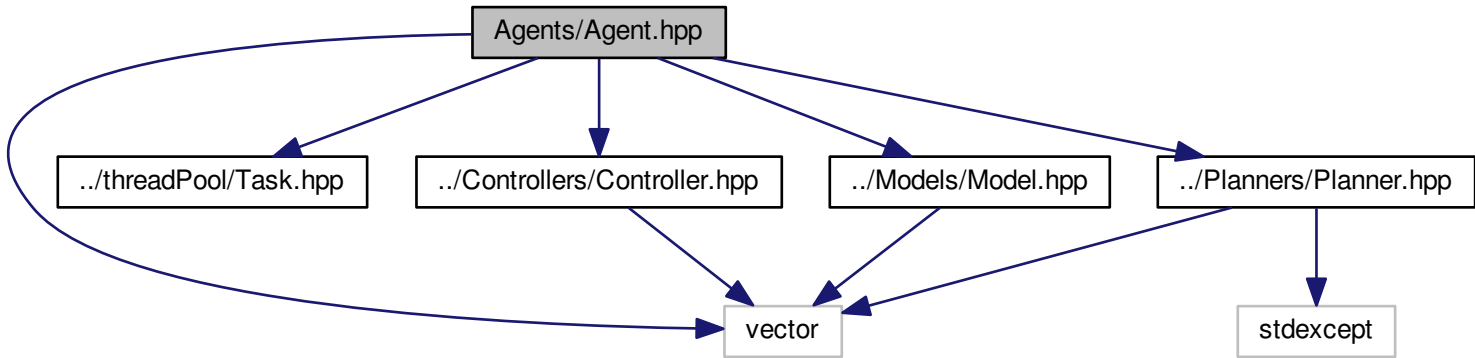 Agents/Agent.hpp
../threadPool/Task.hpp
../Controllers/Controller.hpp
../Models/Model.hpp
../Planners/Planner.hpp
vector
stdexcept